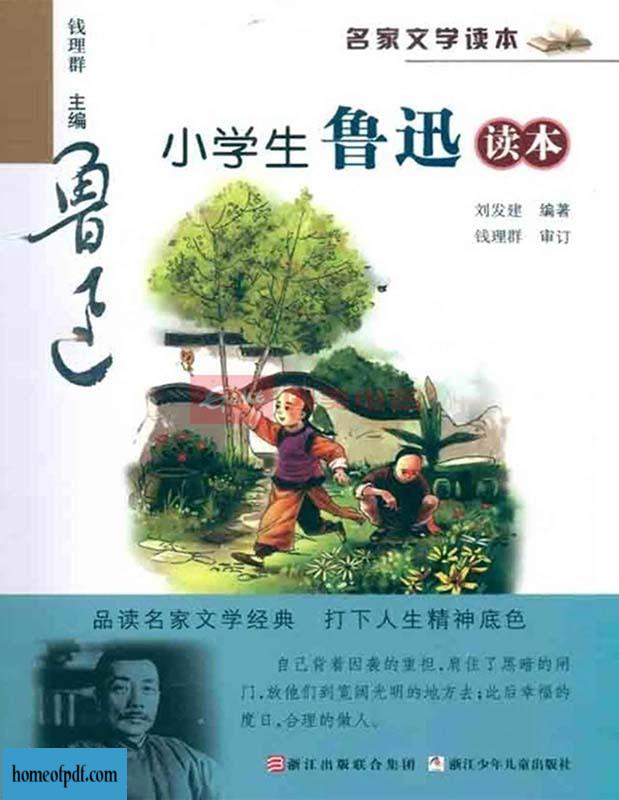 名家文学读本
钱理群 主编
鲁迅
小学生 鲁迅 读本
刘发建 编著
钱理群 审订
品读名家文学经典 打下人生精神底色
自己背着因袭的重担，肩住了黑暗的闸
门，放他们到宽阔光明的地方去；此后幸福的
度日，合理的做人。
浙江出版联合集团 浙江少年儿童出版社
homeofpdf.com